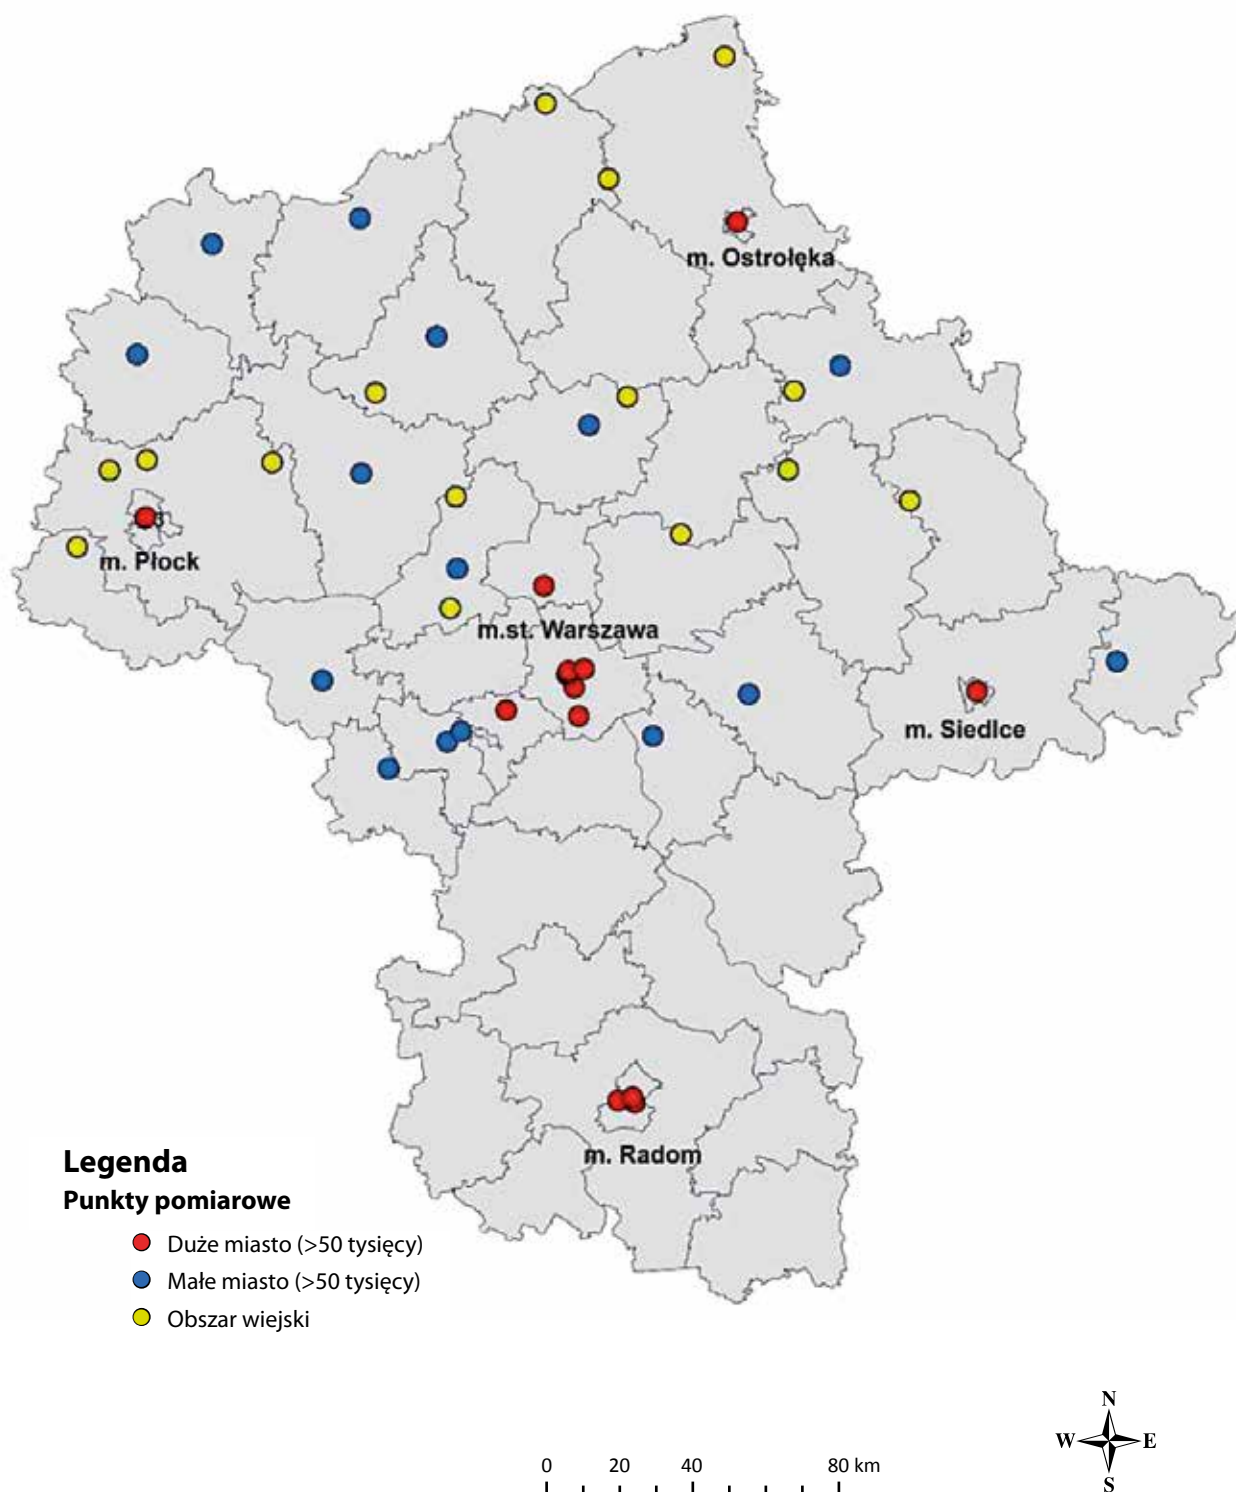 m. Ostrołęka
3
m. Płock
m.st. Warszawa
m. Siedlce
m. Radom
Legenda
Punkty pomiarowe
Duże miasto (>50 tysięcy)
Małe miasto (>50 tysięcy)
Obszar wiejski
N
W E
S
0 20 40 80 km